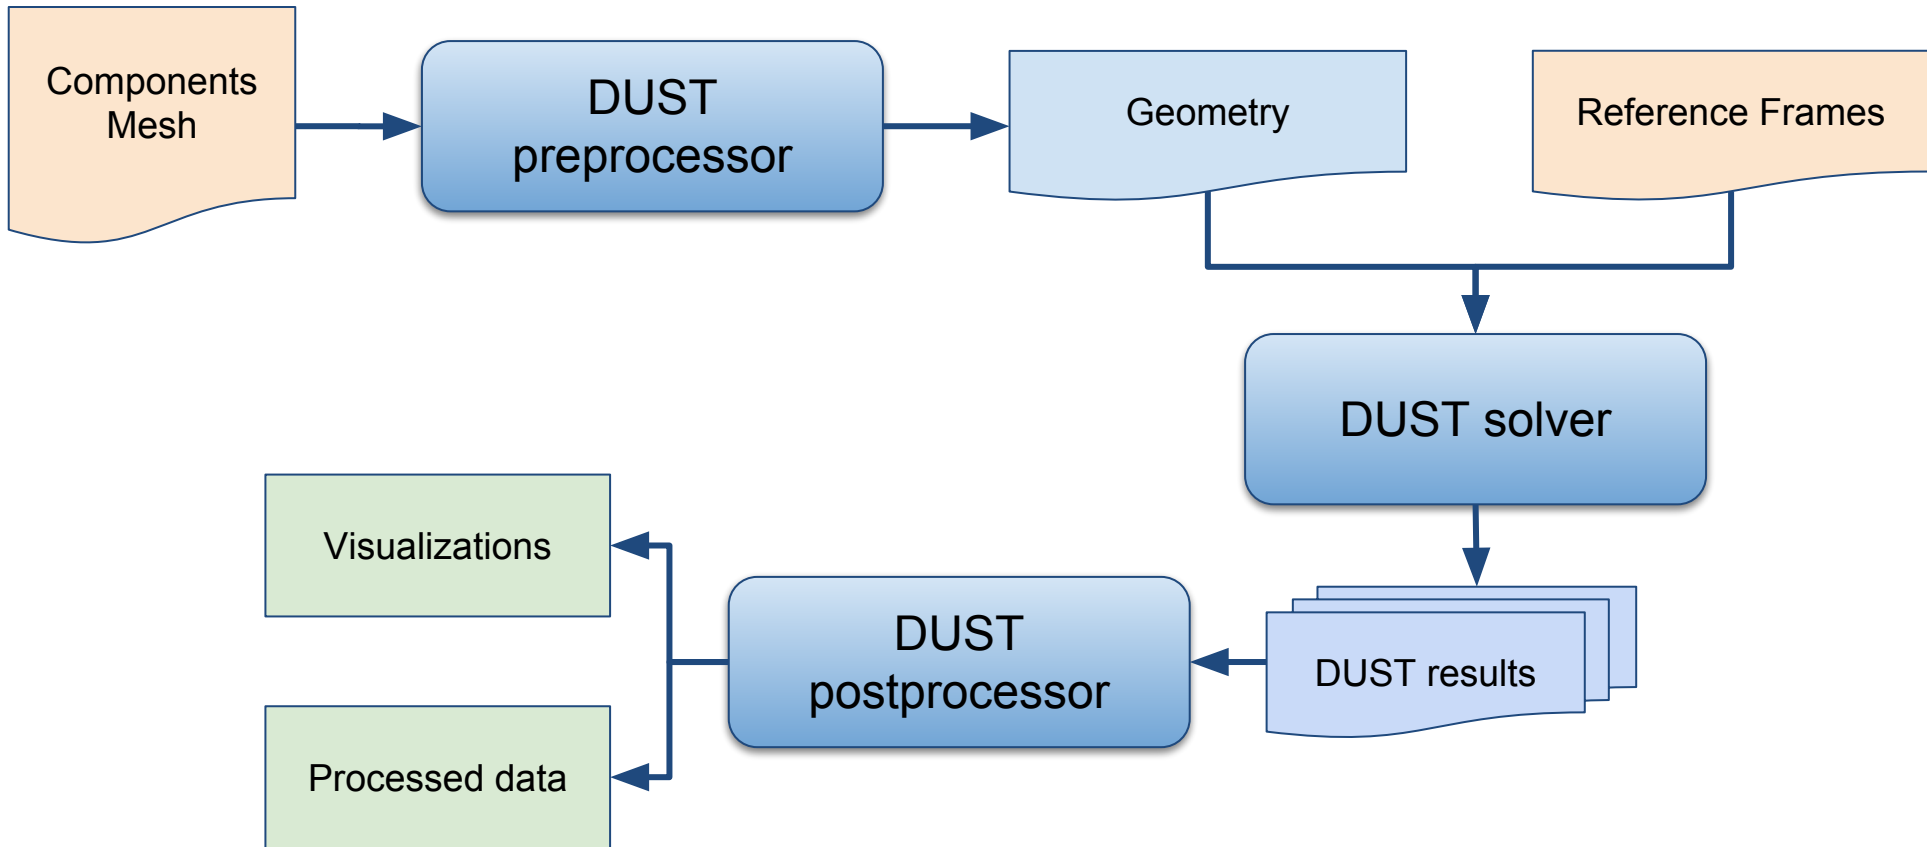 Components
Mesh
DUST
preprocessor
Geometry
Reference Frames
DUST solver
DUST results
DUST
postprocessor
Visualizations
Processed data